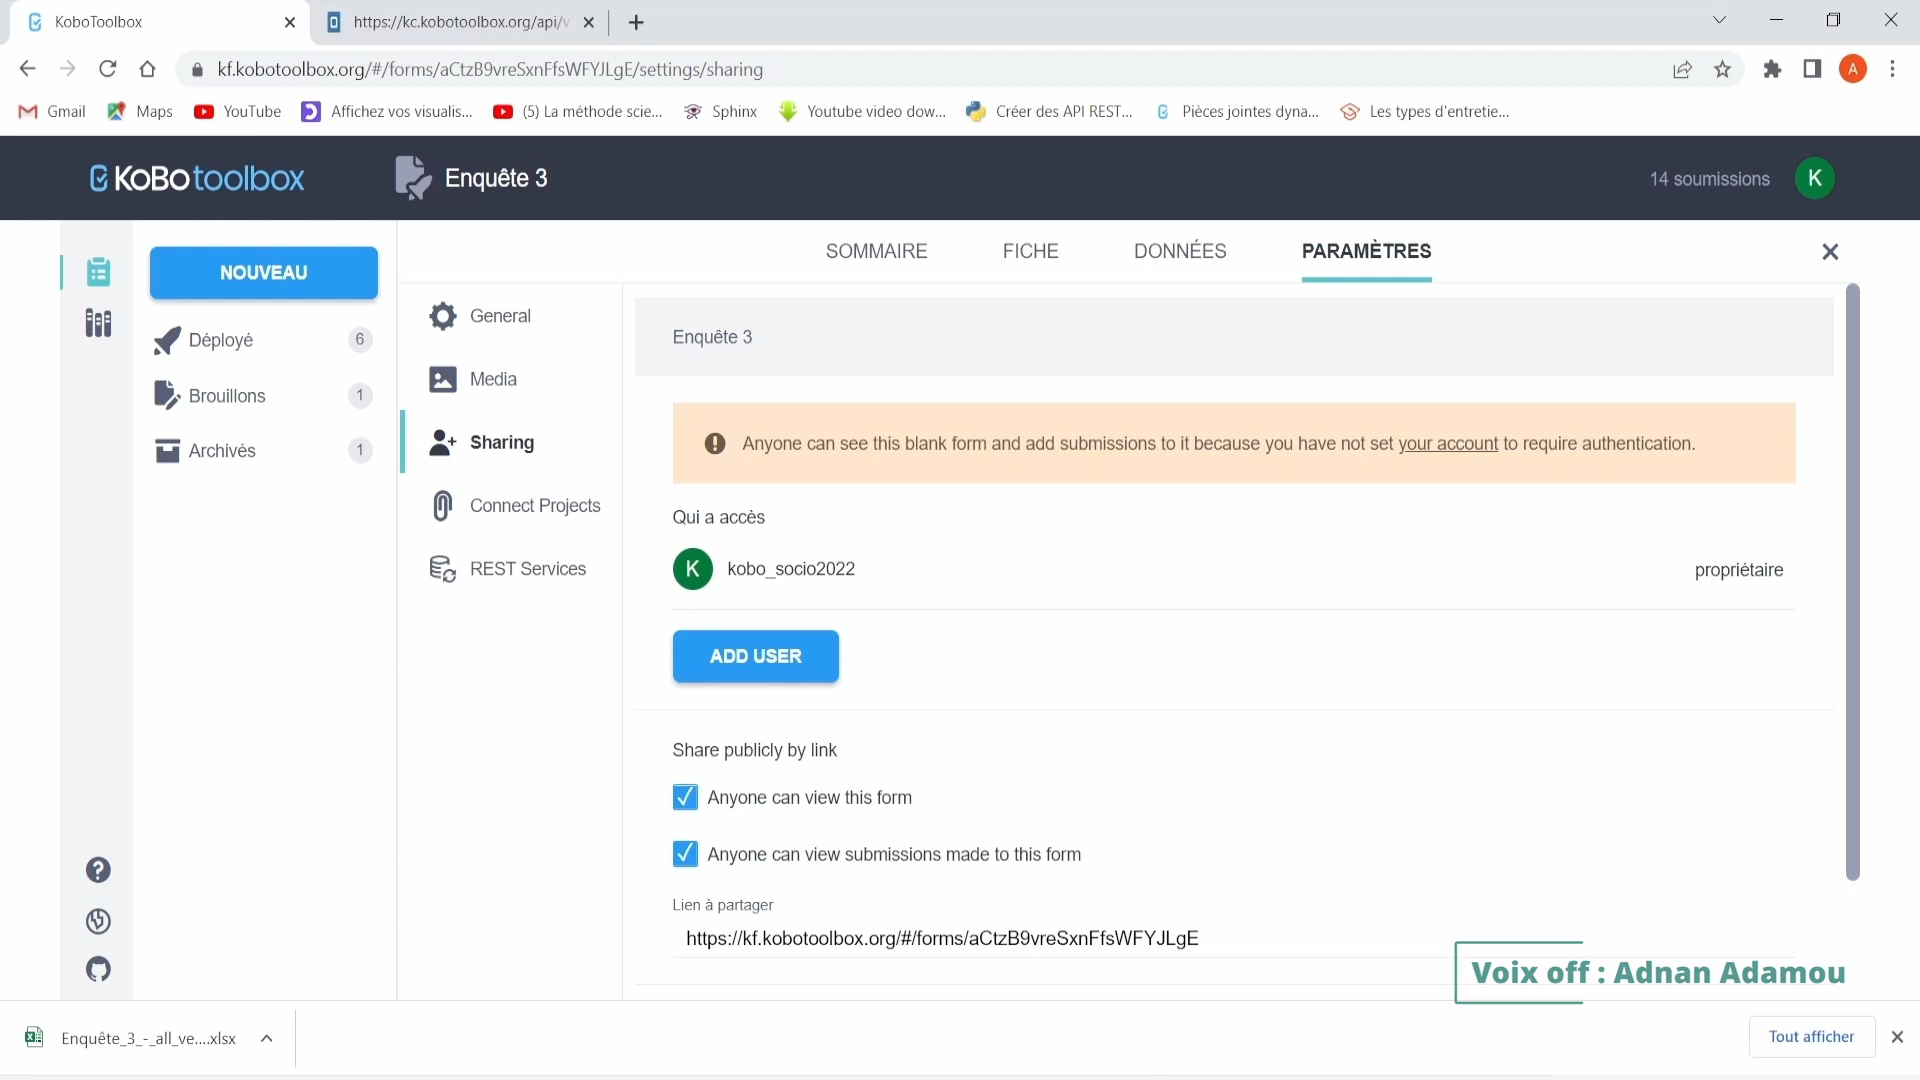 KoboToolbox
https://kc.kobotoolbox.org/api/v
kf.kobotoolbox.org/#/forms/aCtzB9vreSxnFfsWFYJLgE/settings/sharing
A
Gmail
Maps
YouTube
Affichez vos visualis...
(5) La méthode scie...
Sphinx
Youtube video dow...
Créer des API REST...
Pièces jointes dyna...
Les types d'entretie...
KoBo toolbox
Enquête 3
14 soumissions
K
NOUVEAU
Déployé 6
Brouillons 1
Archivés 1
SOMMAIRE
FICHE
DONNÉES
PARAMÈTRES
General
Media
Sharing
Connect Projects
REST Services
Enquête 3
Anyone can see this blank form and add submissions to it because you have not set your account to require authentication.
Qui a accès
K
kobo_socio2022
propriétaire
ADD USER
Share publicly by link
Anyone can view this form
Anyone can view submissions made to this form
Lien à partager
https://kf.kobotoolbox.org/#/forms/aCtzB9vreSxnFfsWFYJLgE
Voix off : Adnan Adamou
Enquête_3_-_all_ve....xlsx
Tout afficher